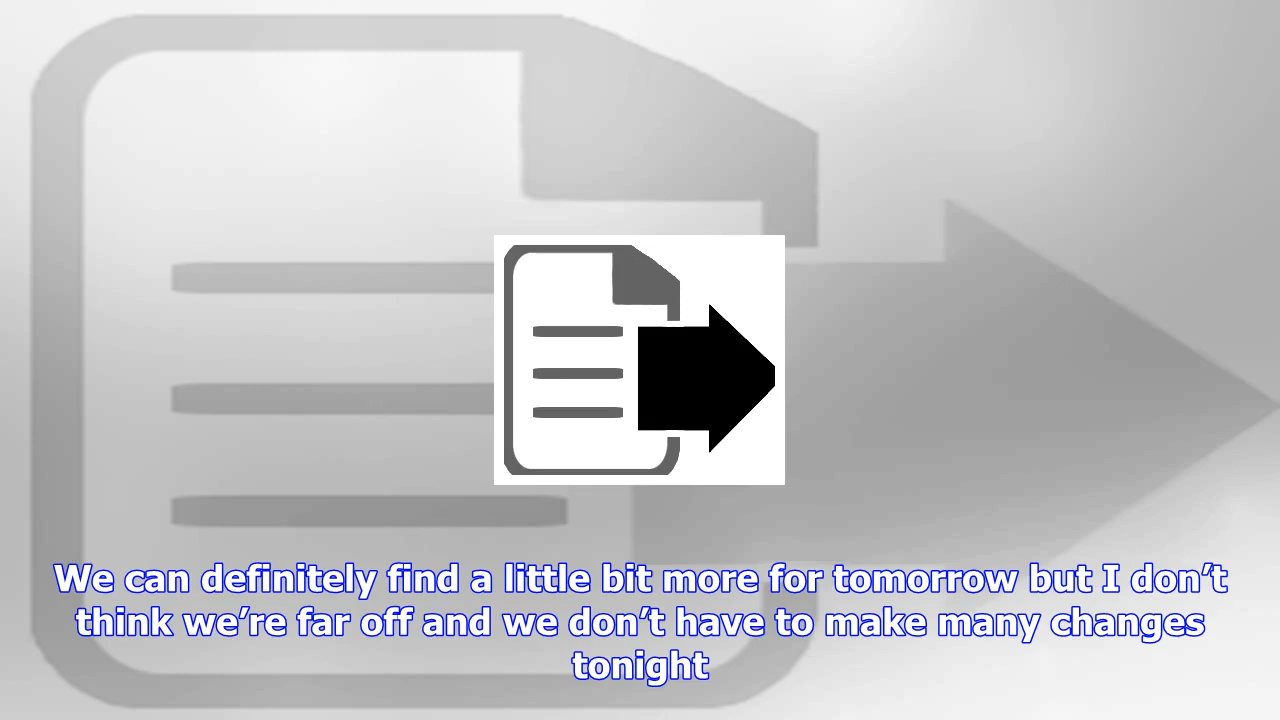 We can definitely find a little bit more for tomorrow but I don’t
think we’re far off and we don’t have to make many changes
tonight